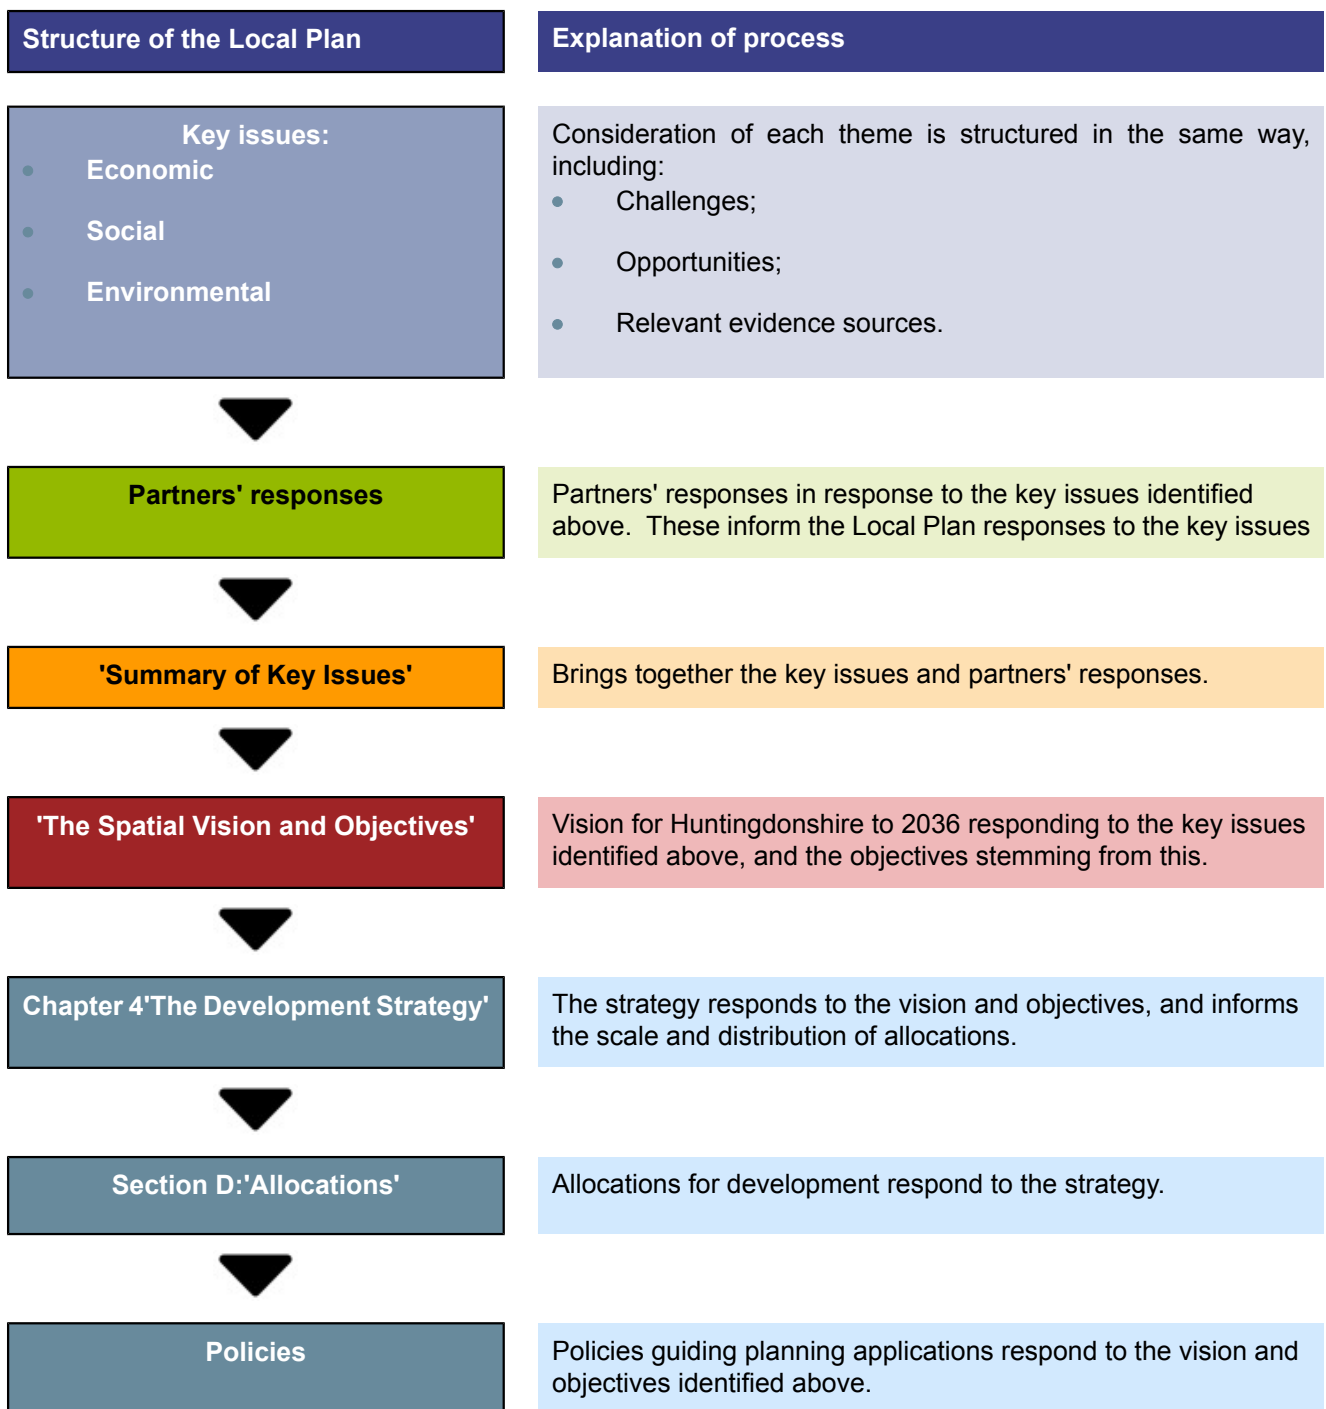 Structure of the Local Plan
Explanation of process
Key issues:
Economic
Social
Environmental
Consideration of each theme is structured in the same way,
including:
Challenges;
Opportunities;
Relevant evidence sources.
Partners' responses
Partners' responses in response to the key issues identified
above.  These inform the Local Plan responses to the key issues
'Summary of Key Issues'
Brings together the key issues and partners' responses.
'The Spatial Vision and Objectives'
Vision for Huntingdonshire to 2036 responding to the key issues
identified above, and the objectives stemming from this.
Chapter 4'The Development Strategy'
The strategy responds to the vision and objectives, and informs
the scale and distribution of allocations.
Section D:'Allocations'
Allocations for development respond to the strategy.
Policies
Policies guiding planning applications respond to the vision and
objectives identified above.